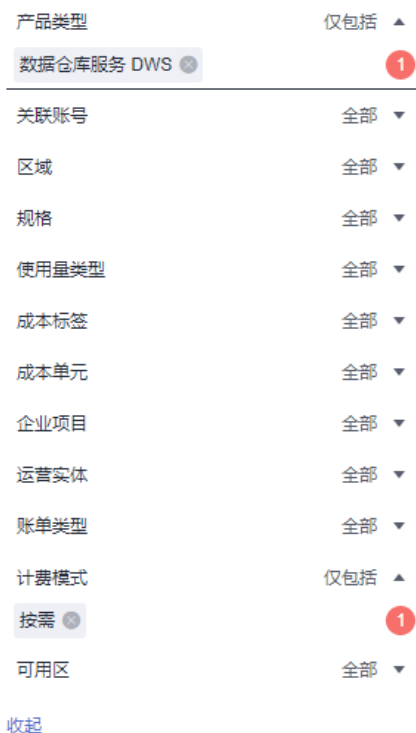 产品类型 仅包括
数据仓库服务 DWS 1
关联账号 全部
区域 全部
规格 全部
使用量类型 全部
成本标签 全部
成本单元 全部
企业项目 全部
运营实体 全部
账单类型 全部
计费模式 仅包括
按需 1
可用区 全部
收起